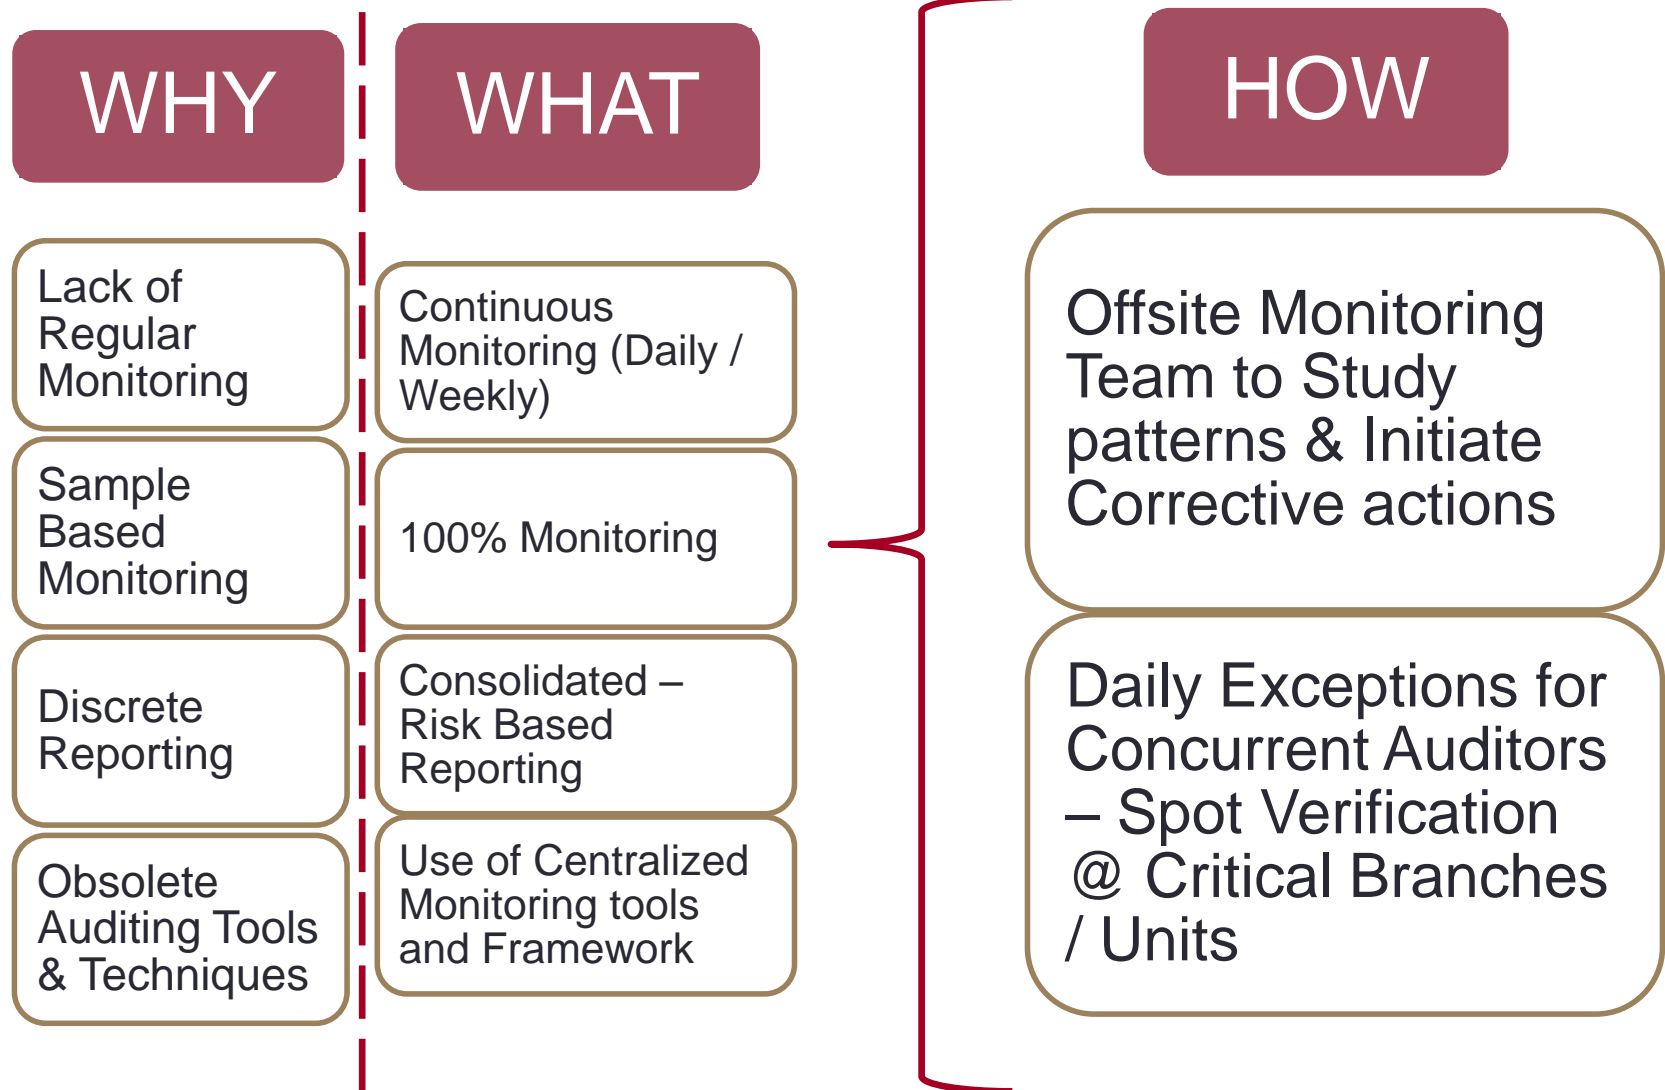 WHY
Lack of
Regular
Monitoring
Sample
Based
Monitoring
Discrete
Reporting
Obsolete
Auditing Tools
& Techniques
WHAT
Continuous
Monitoring (Daily /
Weekly)
100% Monitoring
Consolidated –
Risk Based
Reporting
Use of Centralized
Monitoring tools
and Framework
HOW
Offsite Monitoring
Team to Study
patterns & Initiate
Corrective actions
Daily Exceptions for
Concurrent Auditors
– Spot Verification
@ Critical Branches
/ Units